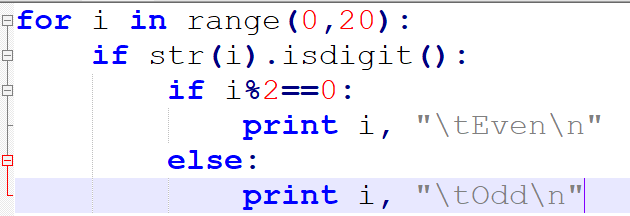 for i in range(0,20):
    if str(i).isdigit():
        if i%2==0:
            print i, "\tEven\n"
        else:
            print i, "\tOdd\n"